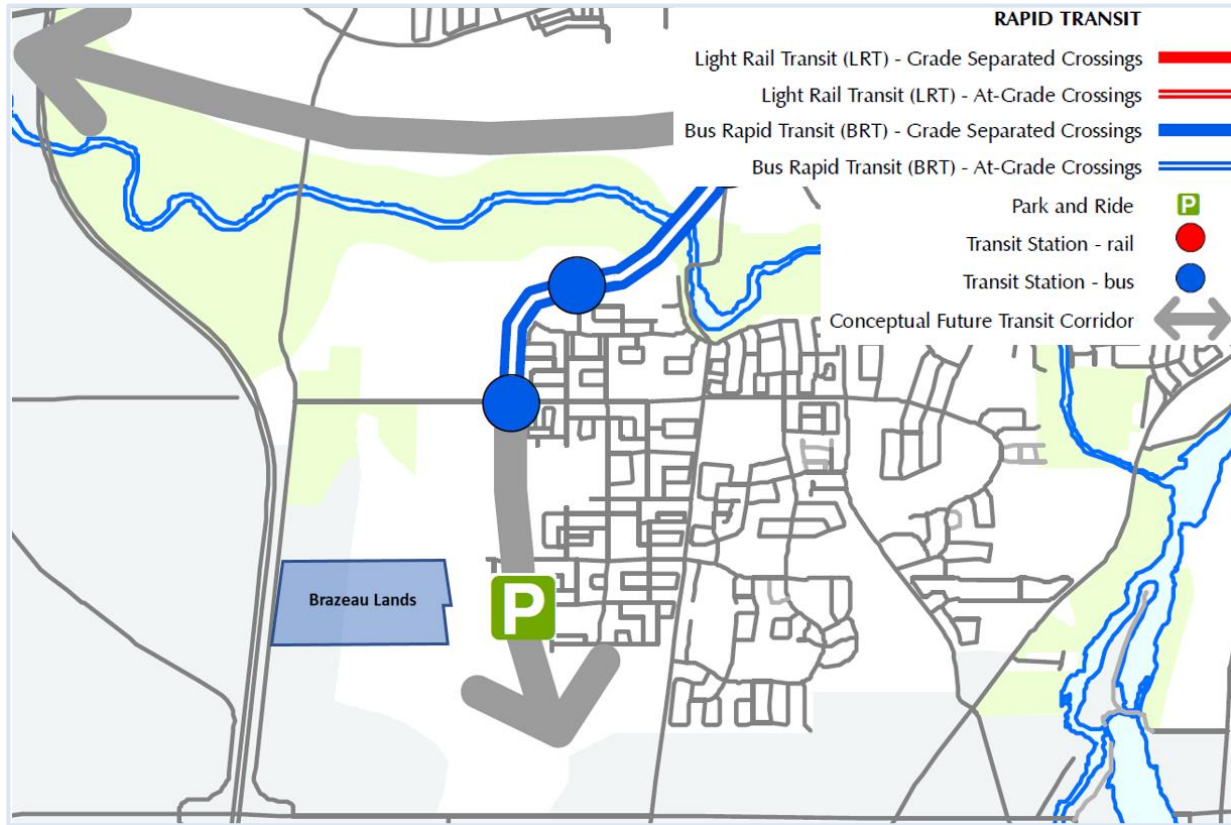 RAPID TRANSIT
Light Rail Transit (LRT) - Grade Separated Crossings
Light Rail Transit (LRT) - At-Grade Crossings
Bus Rapid Transit (BRT) - Grade Separated Crossings
Bus Rapid Transit (BRT) - At-Grade Crossings
Park and Ride P
Transit Station - rail
Transit Station - bus
Conceptual Future Transit Corridor
Brazeau Lands
P